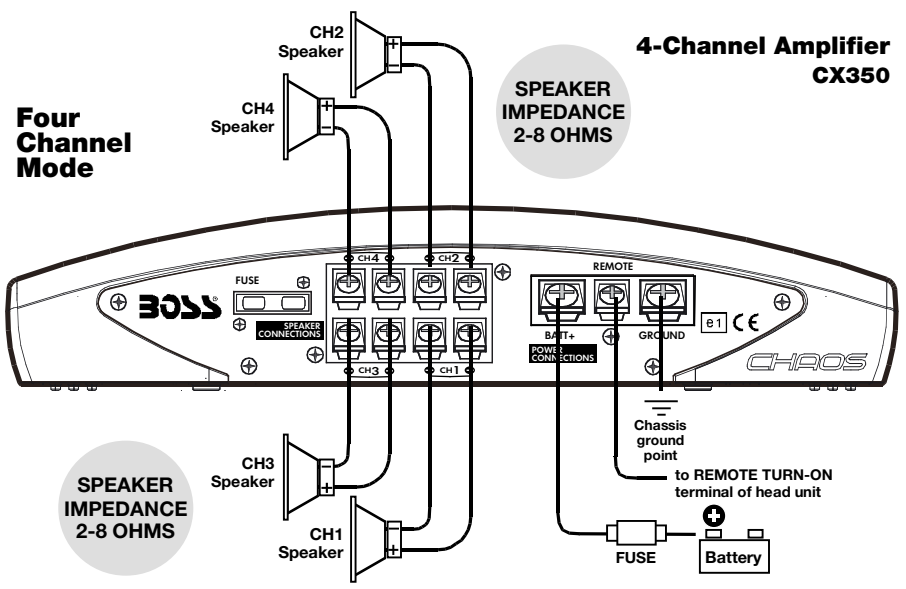 4-Channel Amplifier
CX350
Four
Channel
Mode
CH2
Speaker
CH4
Speaker
SPEAKER
IMPEDANCE
2-8 OHMS
+
−
+
−
FUSE
BOSS®
SPEAKER
CONNECTIONS
CH4
CH2
CH3
CH1
REMOTE
BATT+
GROUND
POWER
CONNECTIONS
e1 CE
CHAOS
Chassis
ground
point
to REMOTE TURN-ON
terminal of head unit
FUSE
+
Battery
CH3
Speaker
CH1
Speaker
−
+
−
+
SPEAKER
IMPEDANCE
2-8 OHMS